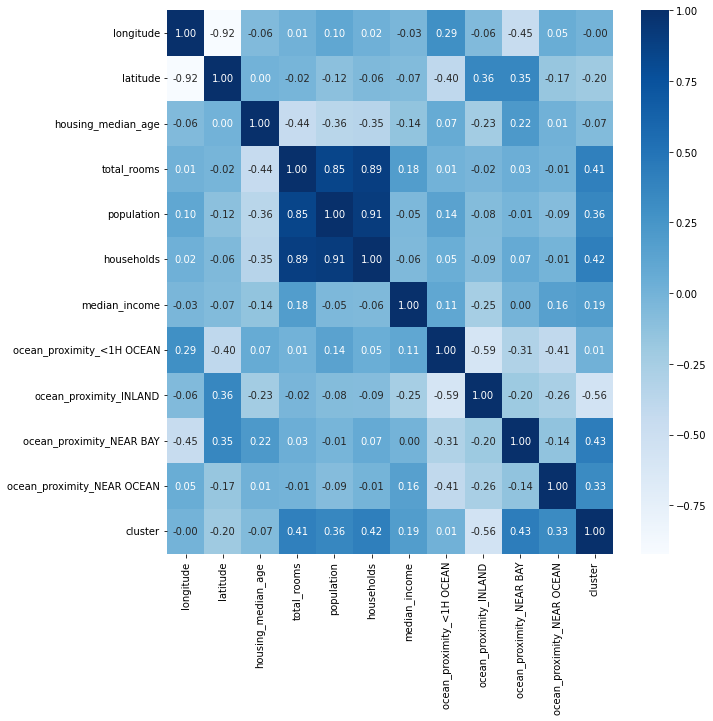 longitude 1.00 -0.92 -0.06 0.01 0.10 0.02 -0.03 0.29 -0.06 -0.45 0.05 -0.00
latitude -0.92 1.00 0.00 -0.02 -0.12 -0.06 -0.07 -0.40 0.36 0.35 -0.17 -0.20
housing_median_age -0.06 0.00 1.00 -0.44 -0.36 -0.35 -0.14 0.07 -0.23 0.22 0.01 -0.07
total_rooms 0.01 -0.02 -0.44 1.00 0.85 0.89 0.18 0.01 -0.02 0.03 -0.01 0.41
population 0.10 -0.12 -0.36 0.85 1.00 0.91 -0.05 0.14 -0.08 -0.01 -0.09 0.36
households 0.02 -0.06 -0.35 0.89 0.91 1.00 -0.06 0.05 -0.09 0.07 -0.01 0.42
median_income -0.03 -0.07 -0.14 0.18 -0.05 -0.06 1.00 0.11 -0.25 0.00 0.16 0.19
ocean_proximity_<1H OCEAN 0.29 -0.40 0.07 0.01 0.14 0.05 0.11 1.00 -0.59 -0.31 -0.41 0.01
ocean_proximity_INLAND -0.06 0.36 -0.23 -0.02 -0.08 -0.09 -0.25 -0.59 1.00 -0.20 -0.26 -0.56
ocean_proximity_NEAR BAY -0.45 0.35 0.22 0.03 -0.01 0.07 0.00 -0.31 -0.20 1.00 -0.14 0.43
ocean_proximity_NEAR OCEAN 0.05 -0.17 0.01 -0.01 -0.09 -0.01 0.16 -0.41 -0.26 -0.14 1.00 0.33
cluster -0.00 -0.20 -0.07 0.41 0.36 0.42 0.19 0.01 -0.56 0.43 0.33 1.00
longitude
latitude
housing_median_age
total_rooms
population
households
median_income
ocean_proximity_<1H OCEAN
ocean_proximity_INLAND
ocean_proximity_NEAR BAY
ocean_proximity_NEAR OCEAN
cluster
1.00
0.75
0.50
0.25
0.00
−0.25
−0.50
−0.75